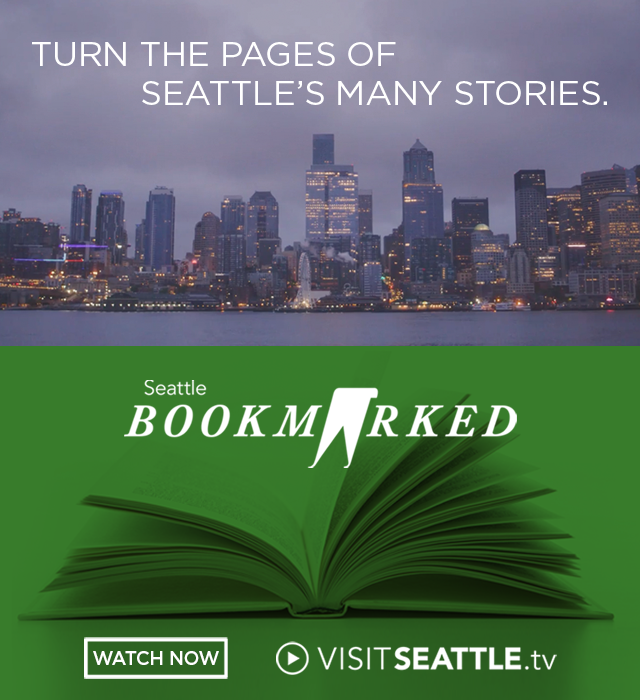 TURN THE PAGES OF
SEATTLE’S MANY STORIES.
Seattle
BOOKMARKED
WATCH NOW
VISITSEATTLE.tv